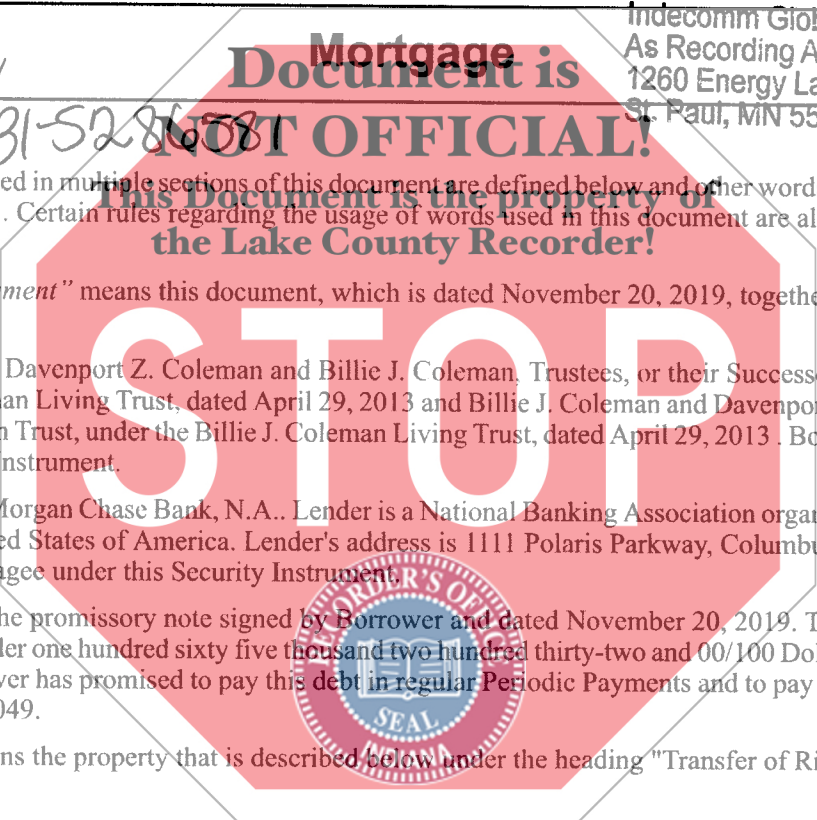 Mortgage
Indecomm Glo
As Recording A
1260 Energy La
St. Paul, MN 55
31-5286581
Document is
NOT OFFICIAL!
This Document is the property of
the Lake County Recorder!
STOP
ed in multiple sections of this document are defined below and other word
. Certain rules regarding the usage of words used in this document are al
ment" means this document, which is dated November 20, 2019, togethe
Davenport Z. Coleman and Billie J. Coleman, Trustees, or their Success
an Living Trust, dated April 29, 2013 and Billie J. Coleman and Davenpo
n Trust, under the Billie J. Coleman Living Trust, dated April 29, 2013 . Bo
nstrument.
Morgan Chase Bank, N.A.. Lender is a National Banking Association organ
ed States of America. Lender's address is 1111 Polaris Parkway, Columbu
agee under this Security Instrument.
he promissory note signed by Borrower and dated November 20, 2019. T
der one hundred sixty five thousand two hundred thirty-two and 00/100 Dol
wer has promised to pay this debt in regular Periodic Payments and to pay
049.
ns the property that is described below under the heading "Transfer of Ri
RECORDER'S OFFICE
SEAL
INDIANA